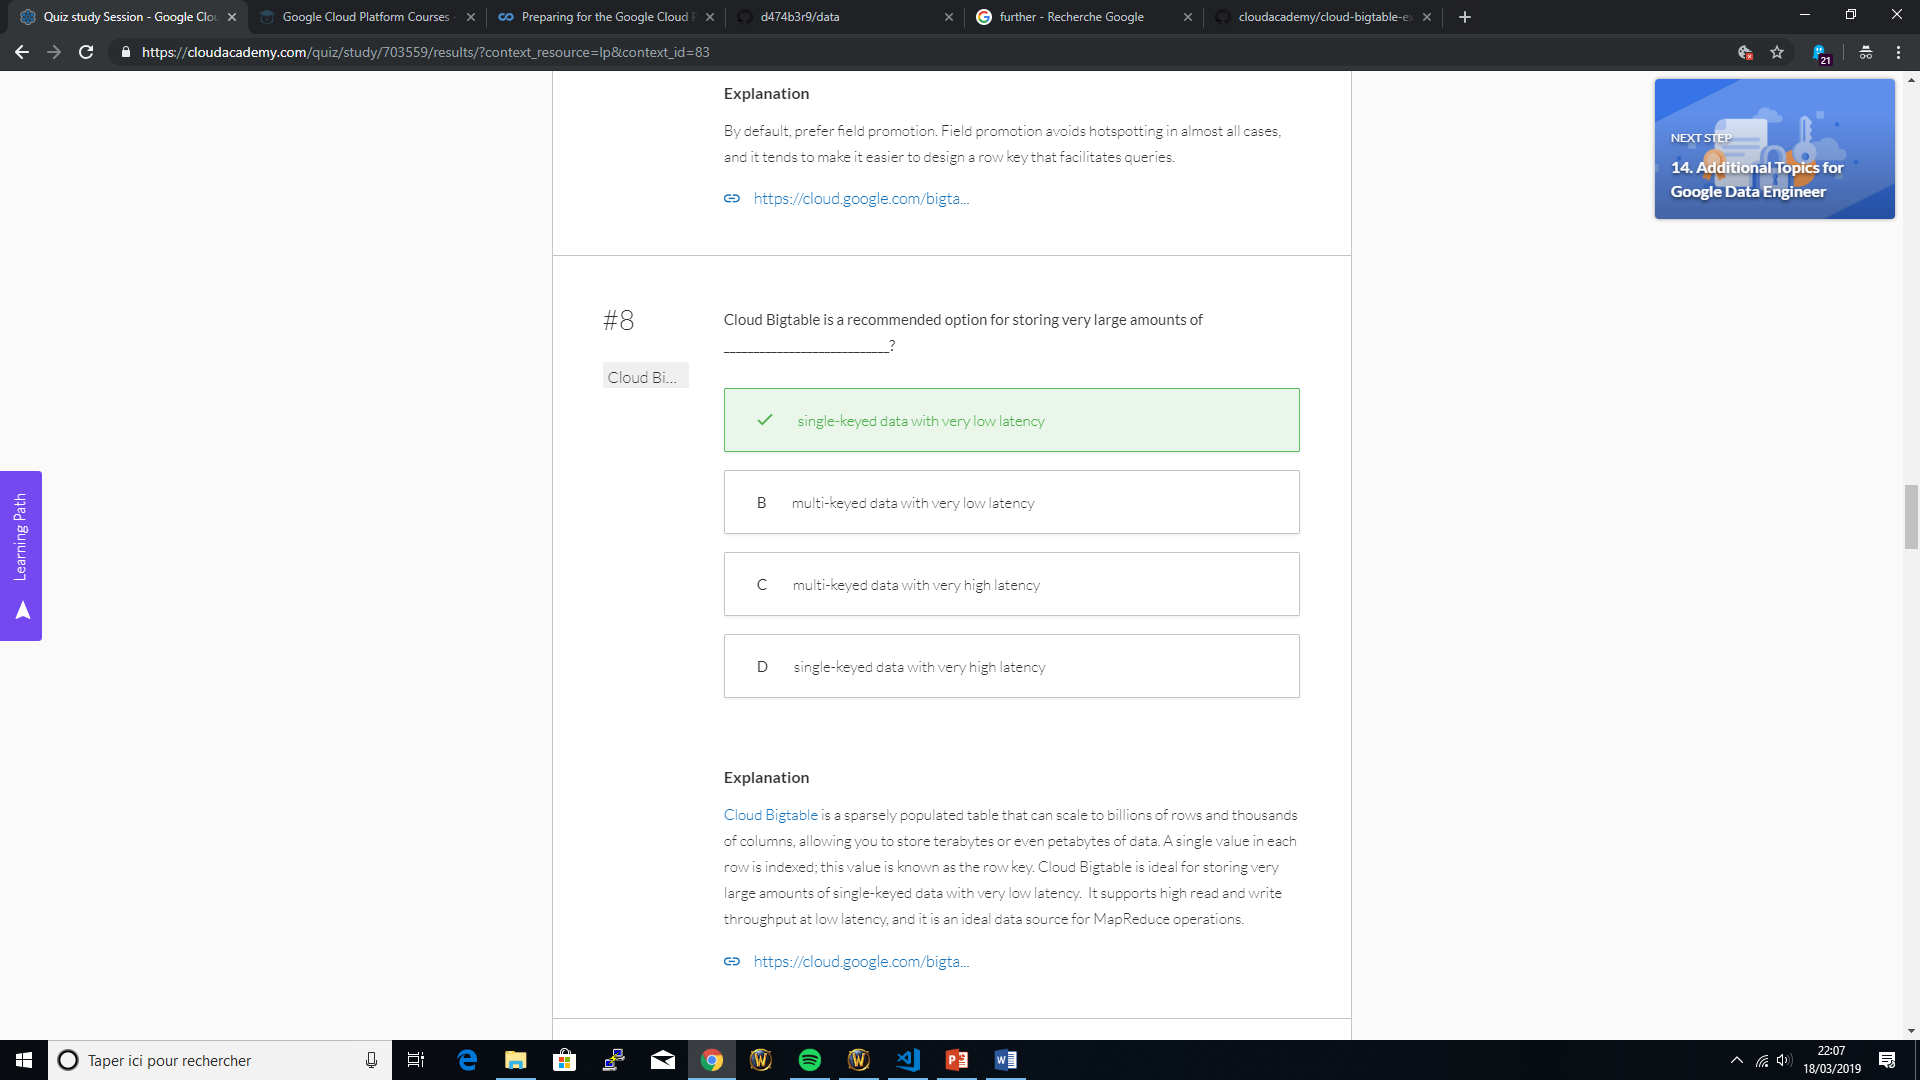 Quiz study Session - Google Clou
Google Cloud Platform Courses -
Preparing for the Google Cloud P
d474b3r9/data
further - Recherche Google
cloudacademy/cloud-bigtable-ex
https://cloudacademy.com/quiz/study/703559/results/?context_resource=lp&context_id=83
21
Explanation
By default, prefer field promotion. Field promotion avoids hotspotting in almost all cases,
and it tends to make it easier to design a row key that facilitates queries.
https://cloud.google.com/bigta...
NEXT STEP
14. Additional Topics for
Google Data Engineer
#8
Cloud Bi...
Cloud Bigtable is a recommended option for storing very large amounts of
____________________________?
single-keyed data with very low latency
B multi-keyed data with very low latency
C multi-keyed data with very high latency
D single-keyed data with very high latency
Learning Path
Explanation
Cloud Bigtable is a sparsely populated table that can scale to billions of rows and thousands
of columns, allowing you to store terabytes or even petabytes of data. A single value in each
row is indexed; this value is known as the row key. Cloud Bigtable is ideal for storing very
large amounts of single-keyed data with very low latency. It supports high read and write
throughput at low latency, and it is an ideal data source for MapReduce operations.
https://cloud.google.com/bigta...
Taper ici pour rechercher
22:07
18/03/2019